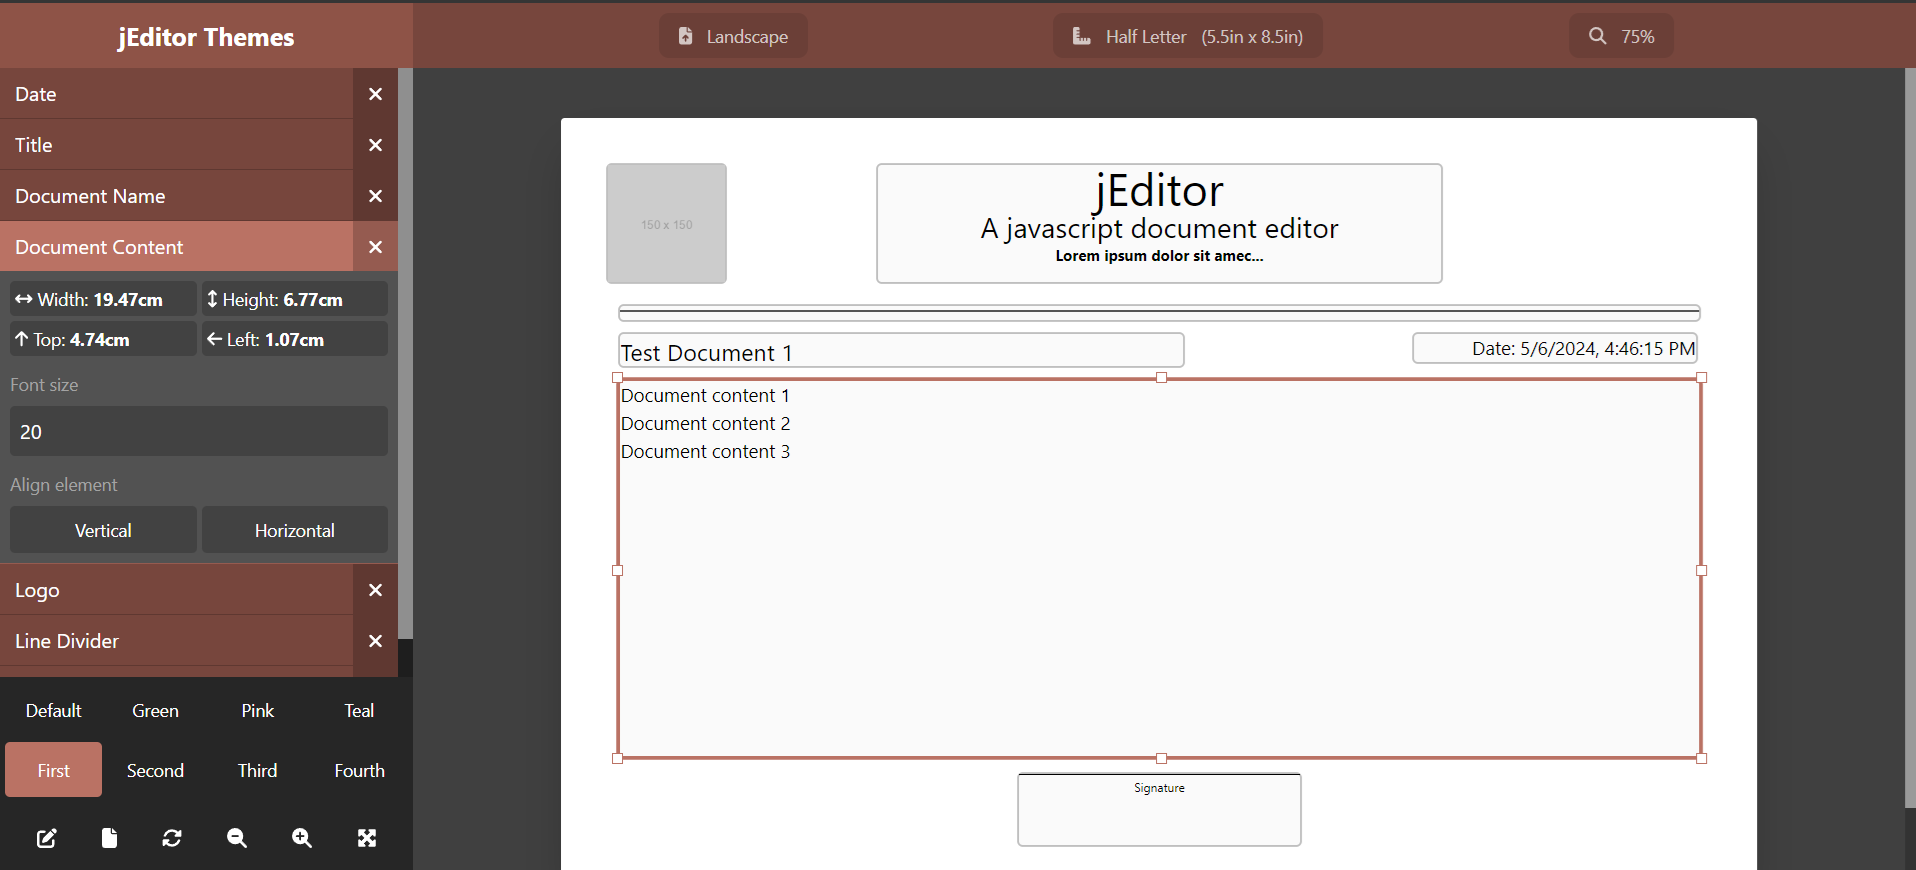 jEditor Themes
Landscape
Half Letter (5.5in x 8.5in)
75%
Date
Title
Document Name
Document Content
Width: 19.47cm
Height: 6.77cm
Top: 4.74cm
Left: 1.07cm
Font size
20
Align element
Vertical
Horizontal
Logo
Line Divider
Default
Green
Pink
Teal
First
Second
Third
Fourth
150 x 150
jEditor
A javascript document editor
Lorem ipsum dolor sit amec...
Test Document 1
Date: 5/6/2024, 4:46:15 PM
Document content 1
Document content 2
Document content 3
Signature